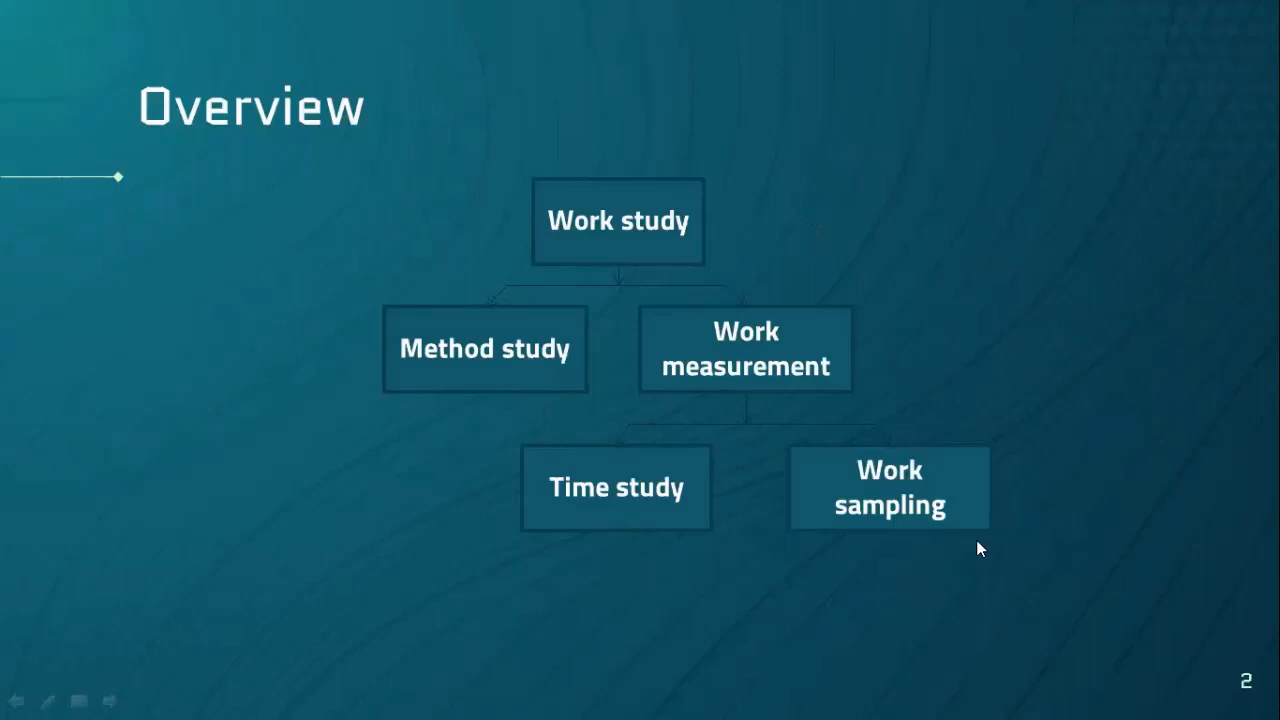 Overview
Work study
Method study
Work
measurement
Time study
Work
sampling
2